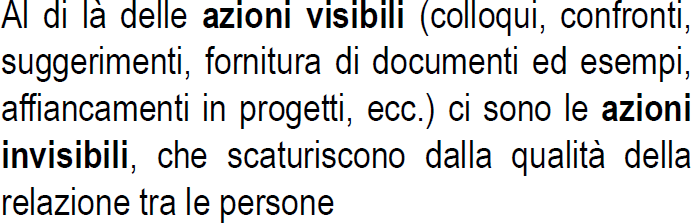 Al di là delle azioni visibili (colloqui, confronti,
suggerimenti, fornitura di documenti ed esempi,
affiancamenti in progetti, ecc.) ci sono le azioni
invisibili, che scaturiscono dalla qualità della
relazione tra le persone